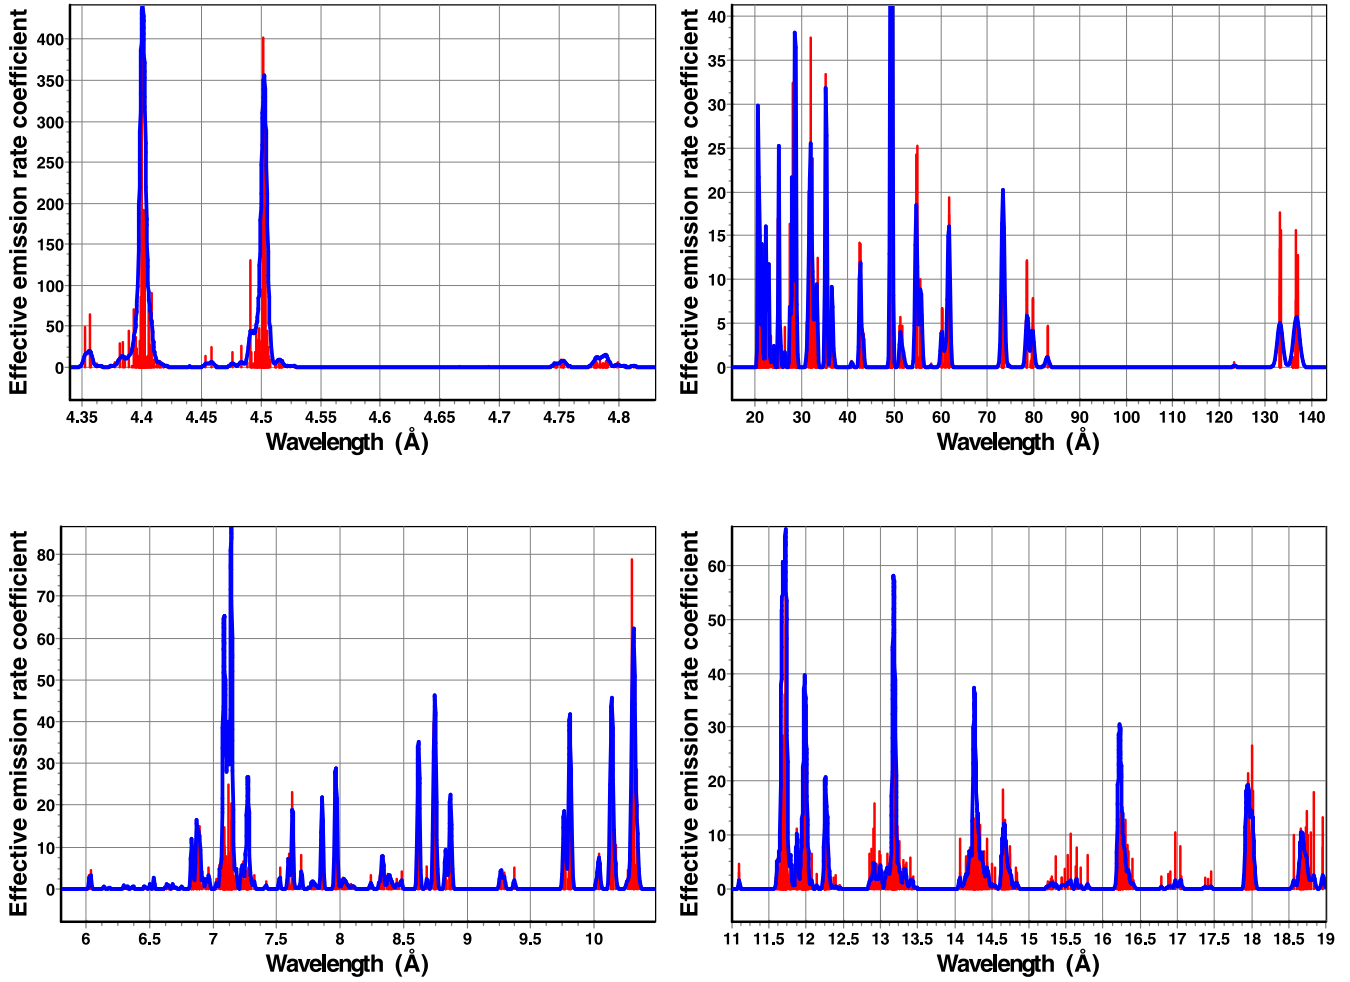 Effective emission rate coefficient
400
350
300
250
200
150
100
50
0
4.35 4.4 4.45 4.5 4.55 4.6 4.65 4.7 4.75 4.8
Wavelength (Å)
Effective emission rate coefficient
40
35
30
25
20
15
10
5
0
20 30 40 50 60 70 80 90 100 110 120 130 140
Wavelength (Å)
Effective emission rate coefficient
80
70
60
50
40
30
20
10
0
6 6.5 7 7.5 8 8.5 9 9.5 10
Wavelength (Å)
Effective emission rate coefficient
60
50
40
30
20
10
0
11 11.5 12 12.5 13 13.5 14 14.5 15 15.5 16 16.5 17 17.5 18 18.5 19
Wavelength (Å)